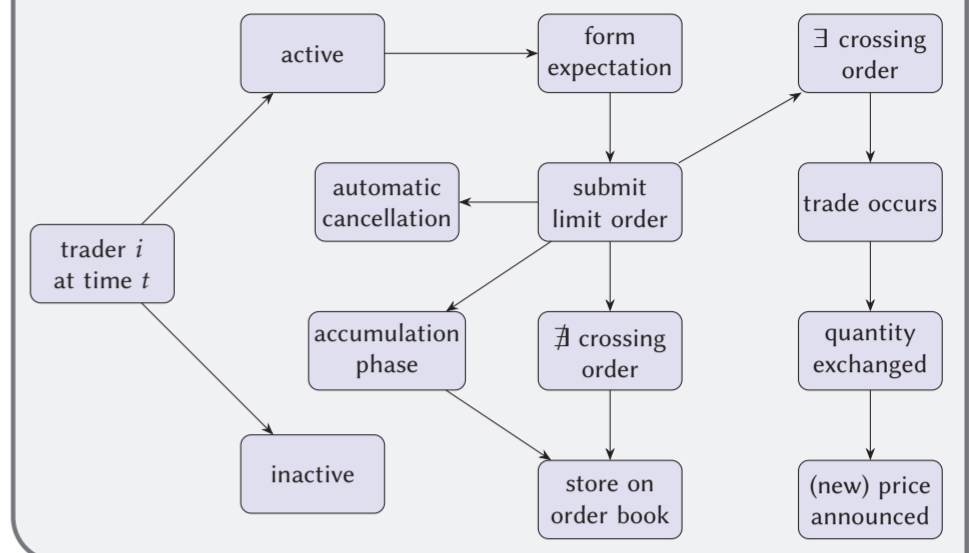 active
form
expectation
∃ crossing
order
automatic
cancellation
submit
limit order
trade occurs
trader i
at time t
accumulation
phase
∄ crossing
order
quantity
exchanged
inactive
store on
order book
(new) price
announced